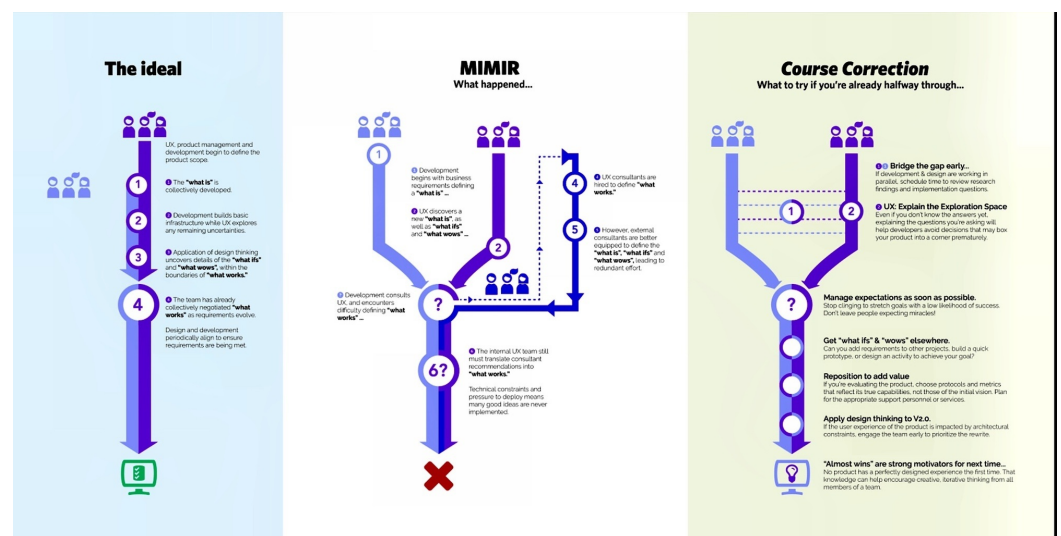 The ideal
UX, product management and
development begin to define the
product scope.
1
The "what is" is
collectively developed.
2
Development builds basic
infrastructure while UX explores
any remaining uncertainties.
3
Application of design thinking
uncovers details of the "what ifs"
and "what wows", within the
boundaries of "what works."
4
The team has already
collectively negotiated "what
works" as requirements evolve.
Design and development
periodically align to ensure
requirements are being met.
MIMIR
What happened...
1
Development
begins with business
requirements defining
a "what is" ...
UX discovers a
new "what is", as
well as "what ifs"
and "what wows" ...
2
Development consults
UX, and encounters
difficulty defining "what
works" ...
?
4
UX consultants are
hired to define "what
works."
5
However, external
consultants are better
equipped to define the
"what is", "what ifs" and
"what wows", leading to
redundant effort.
6?
The internal UX team still
must translate consultant
recommendations into
"what works."
Technical constraints and
pressure to deploy means
many good ideas are never
implemented.
Course Correction
What to try if you're already halfway through...
Bridge the gap early...
If development & design are working in
parallel, schedule time to review research
findings and implementation questions.
1
2
UX: Explain the Exploration Space
Even if you don't know the answers yet,
explaining the questions you're asking will
help developers avoid decisions that may box
your product into a corner prematurely.
?
Manage expectations as soon as possible.
Stop clinging to stretch goals with a low likelihood of success.
Don't leave people expecting miracles!
Get "what ifs" & "wows" elsewhere.
Can you add requirements to other projects, build a quick
prototype, or design an activity to achieve your goal?
Reposition to add value
If you're evaluating the product, choose protocols and metrics
that reflect its true capabilities, not those of the initial vision. Plan
for the appropriate support personnel or services.
Apply design thinking to V2.0.
If the user experience of the product is impacted by architectural
constraints, engage the team early to prioritize the rewrite.
"Almost wins" are strong motivators for next time...
No product has a perfectly designed experience the first time. That
knowledge can help encourage creative, iterative thinking from all
members of a team.